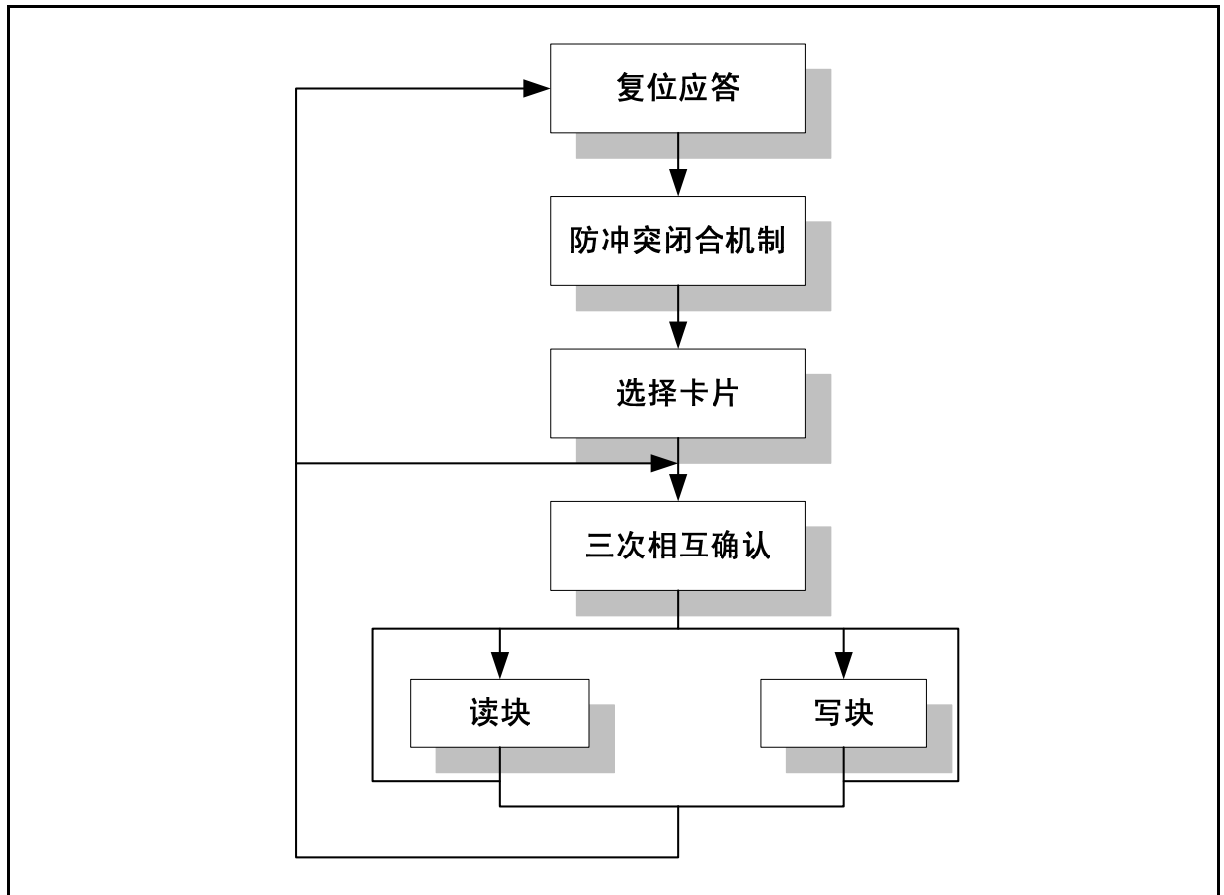 复位应答
防冲突闭合机制
选择卡片
三次相互确认
读块
写块